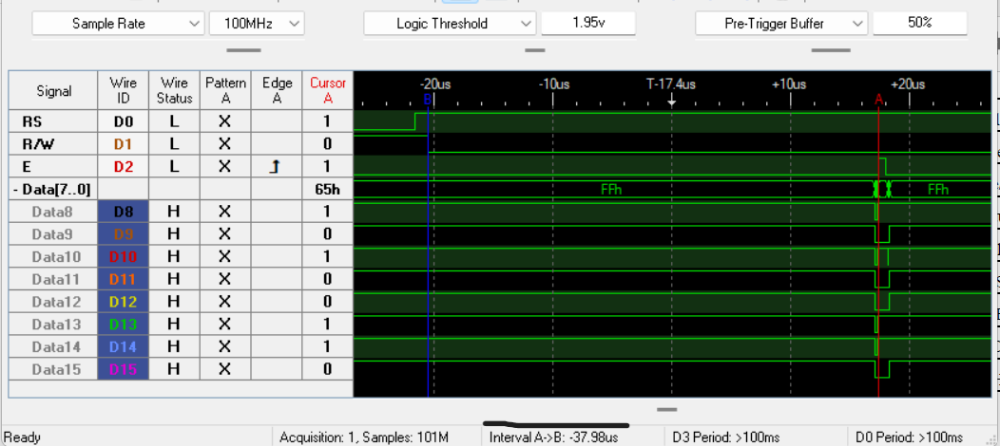 Sample Rate 100MHz Logic Threshold 1.95v Pre-Trigger Buffer 50%
Signal Wire ID Wire Status Pattern A Edge A Cursor A
-20us -10us T-17.4us +10us +20us
B A
RS D0 L X 1
R/W D1 L X 0
E D2 L X 1
- Data[7..0] 65h FFh FFh
Data8 D8 H X 1
Data9 D9 H X 0
Data10 D10 H X 1
Data11 D11 H X 0
Data12 D12 H X 0
Data13 D13 H X 1
Data14 D14 H X 1
Data15 D15 H X 0
Ready Acquisition: 1, Samples: 101M Interval A->B: -37.98us D3 Period: >100ms D0 Period: >100ms